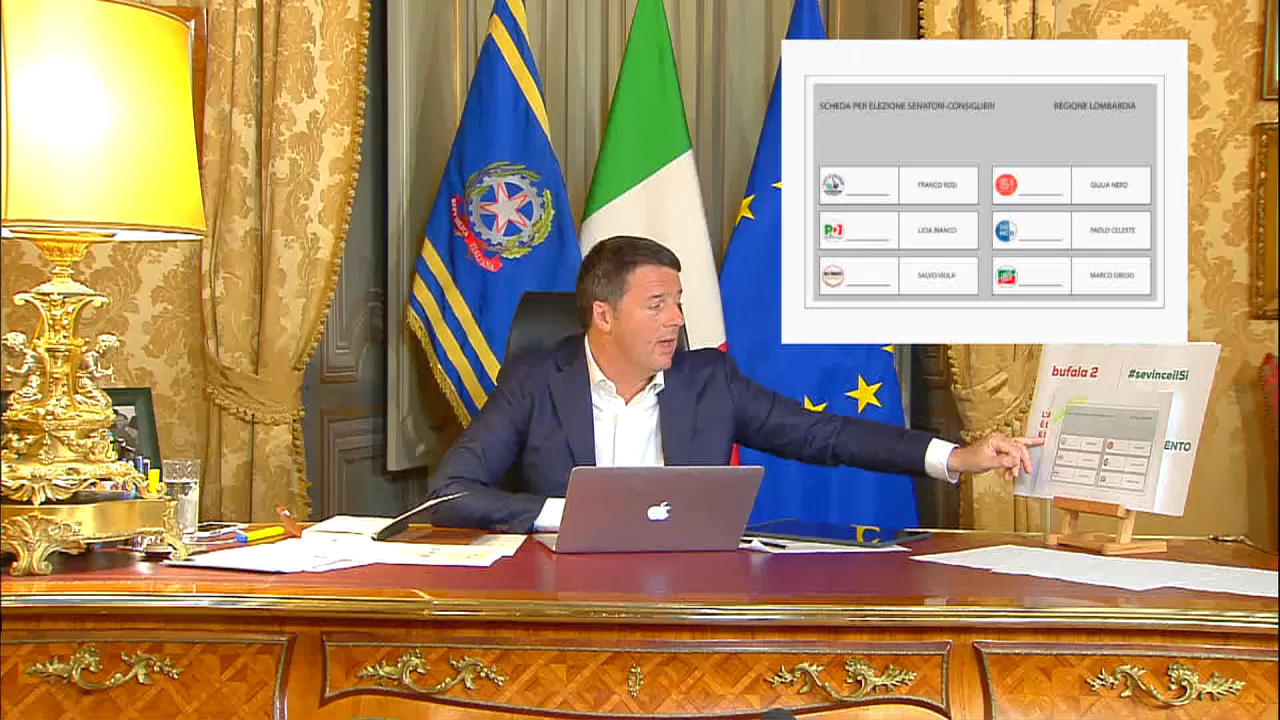 SCHEDA PER ELEZIONE SENATORI-CONSIGLIERI
REGIONE LOMBARDIA
FRANCO ROSI
GIULIA NERO
PD
LICIA BIANCO
PAOLO CELESTE
SALVO VIOLA
MARCO GRIGIO
bufala 2
#sevinceilSì